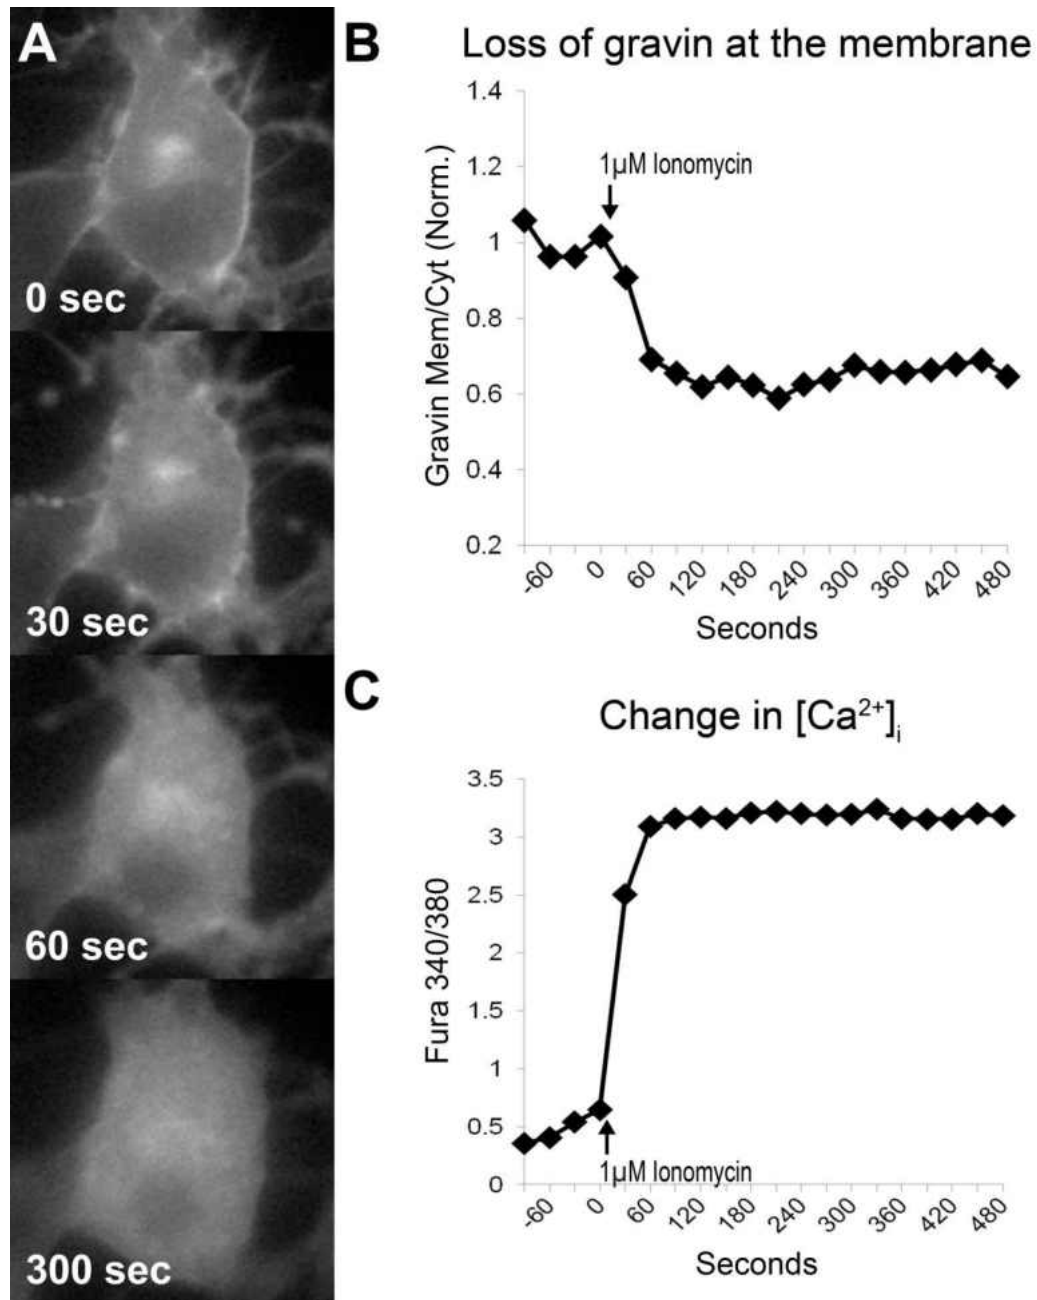 A
0 sec
30 sec
60 sec
300 sec
B
Loss of gravin at the membrane
Gravin Mem/Cyt (Norm.)
1.4
1.2
1
0.8
0.6
0.4
0.2
1µM Ionomycin
-60 0 60 120 180 240 300 360 420 480
Seconds
C
Change in [Ca²⁺]ᵢ
Fura 340/380
3.5
3
2.5
2
1.5
1
0.5
0
1µM Ionomycin
-60 0 60 120 180 240 300 360 420 480
Seconds